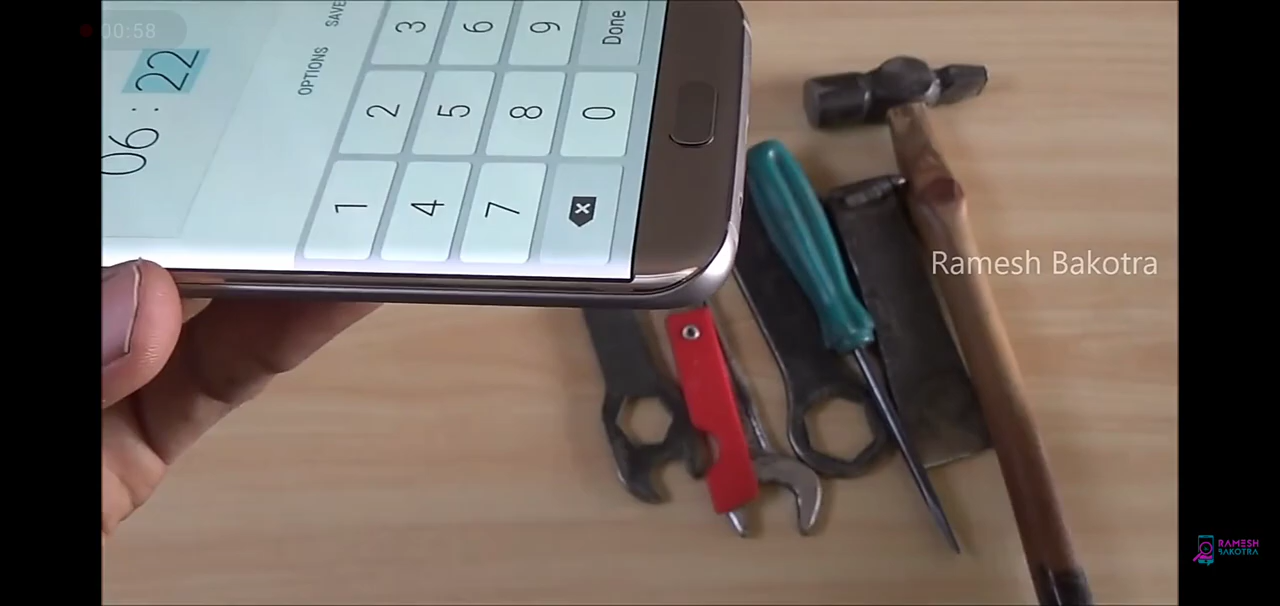 00:58
06:22
OPTIONS SAVE
1 2 3
4 5 6
7 8 9
0 Done
Ramesh Bakotra
RAMESH
BAKOTRA